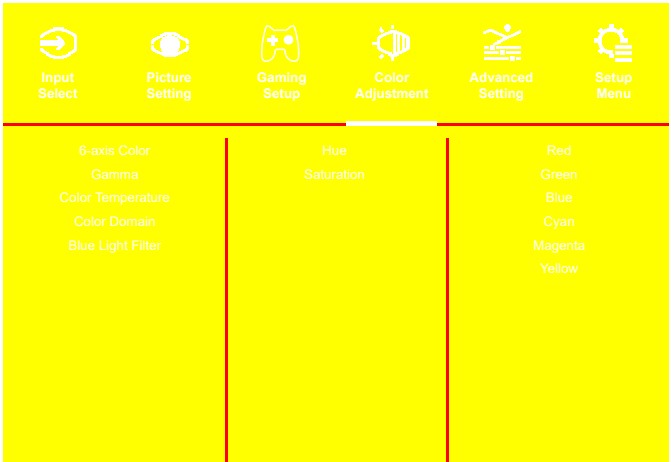 Input
Select
Picture
Setting
Gaming
Setup
Color
Adjustment
Advanced
Setting
Setup
Menu
6-axis Color
Gamma
Color Temperature
Color Domain
Blue Light Filter
Hue
Saturation
Red
Green
Blue
Cyan
Magenta
Yellow